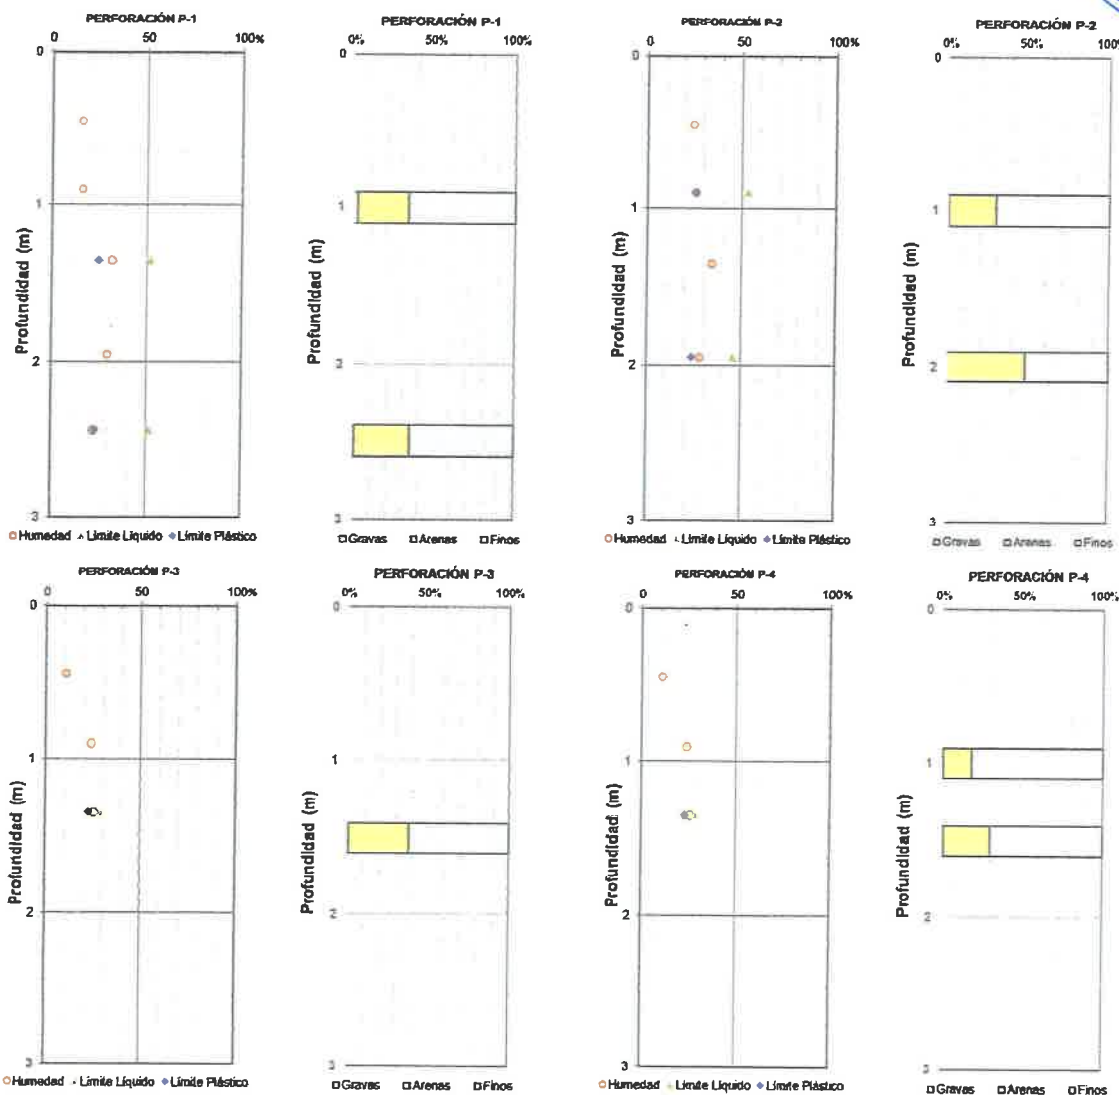 PERFORACIÓN P-1
0 50 100%
0
1
2
3
Profundidad (m)
Humedad Límite Líquido Límite Plástico
PERFORACIÓN P-1
0% 50% 100%
0
1
2
3
Profundidad (m)
Gravas Arenas Finos
PERFORACIÓN P-2
0 50 100%
0
1
2
3
Profundidad (m)
Humedad Límite Líquido Límite Plástico
PERFORACIÓN P-2
0% 50% 100%
0
1
2
3
Profundidad (m)
Gravas Arenas Finos
PERFORACIÓN P-3
0 50 100%
0
1
2
3
Profundidad (m)
Humedad Límite Líquido Límite Plástico
PERFORACIÓN P-3
0% 50% 100%
0
1
2
3
Profundidad (m)
Gravas Arenas Finos
PERFORACIÓN P-4
0 50 100%
0
1
2
3
Profundidad (m)
Humedad Límite Líquido Límite Plástico
PERFORACIÓN P-4
0% 50% 100%
0
1
2
3
Profundidad (m)
Gravas Arenas Finos